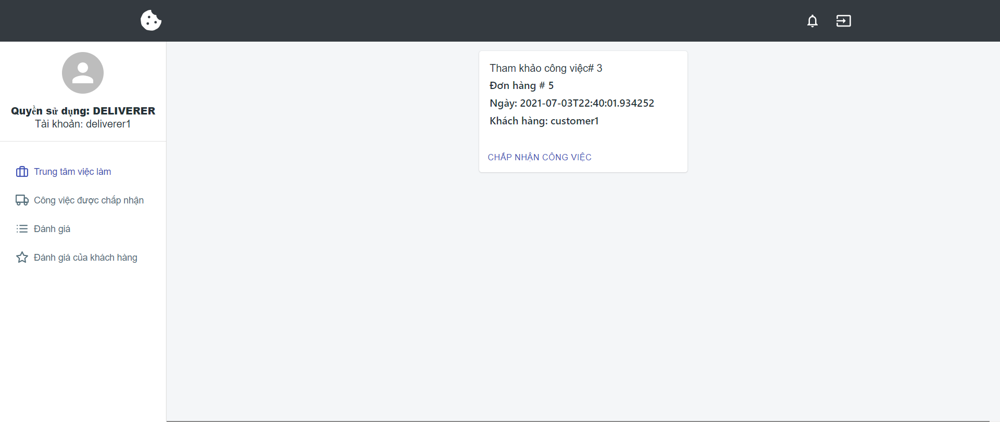 Quyền sử dụng: DELIVERER
Tài khoản: deliverer1
Trung tâm việc làm
Công việc được chấp nhận
Đánh giá
Đánh giá của khách hàng
Tham khảo công việc# 3
Đơn hàng # 5
Ngày: 2021-07-03T22:40:01.934252
Khách hàng: customer1
CHẤP NHẬN CÔNG VIỆC